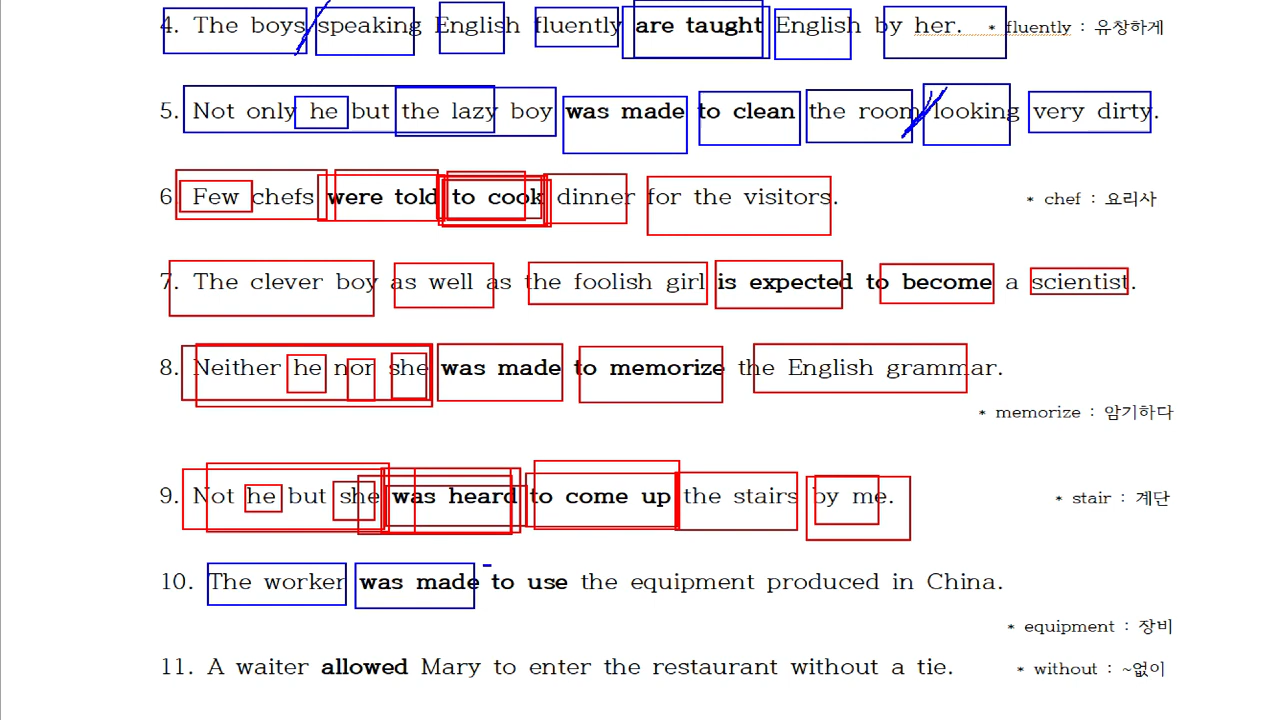 4. The boys speaking English fluently are taught English by her. * fluently : 유창하게
5. Not only he but the lazy boy was made to clean the room looking very dirty.
6. Few chefs were told to cook dinner for the visitors. * chef : 요리사
7. The clever boy as well as the foolish girl is expected to become a scientist.
8. Neither he nor she was made to memorize the English grammar.
* memorize : 암기하다
9. Not he but she was heard to come up the stairs by me. * stair : 계단
10. The worker was made to use the equipment produced in China.
* equipment : 장비
11. A waiter allowed Mary to enter the restaurant without a tie. * without : ~없이